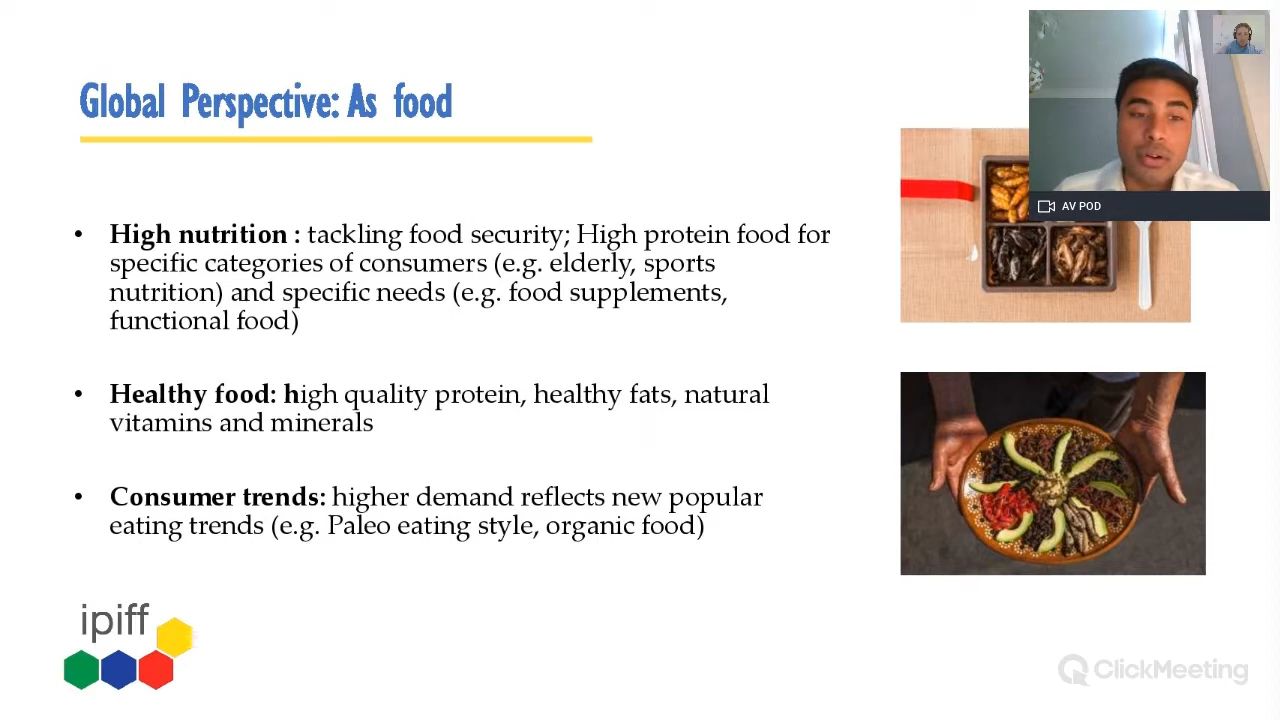 Global Perspective: As food
AV POD
• High nutrition : tackling food security; High protein food for
specific categories of consumers (e.g. elderly, sports
nutrition) and specific needs (e.g. food supplements,
functional food)
• Healthy food: high quality protein, healthy fats, natural
vitamins and minerals
• Consumer trends: higher demand reflects new popular
eating trends (e.g. Paleo eating style, organic food)
ipiff
ClickMeeting